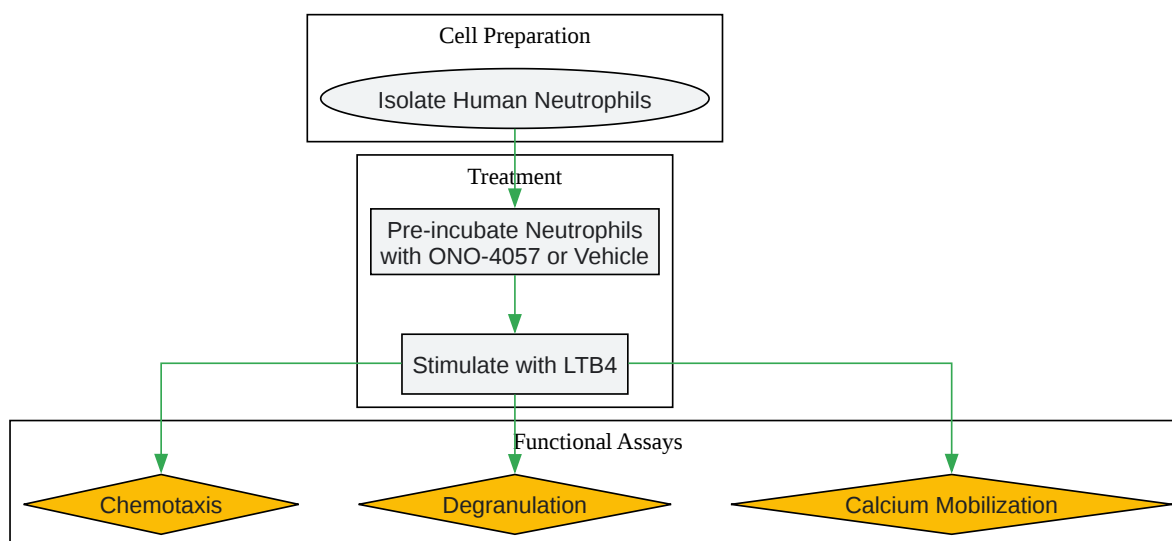 Cell Preparation
Isolate Human Neutrophils
Treatment
Pre-incubate Neutrophils
with ONO-4057 or Vehicle
Stimulate with LTB4
Functional Assays
Chemotaxis
Degranulation
Calcium Mobilization